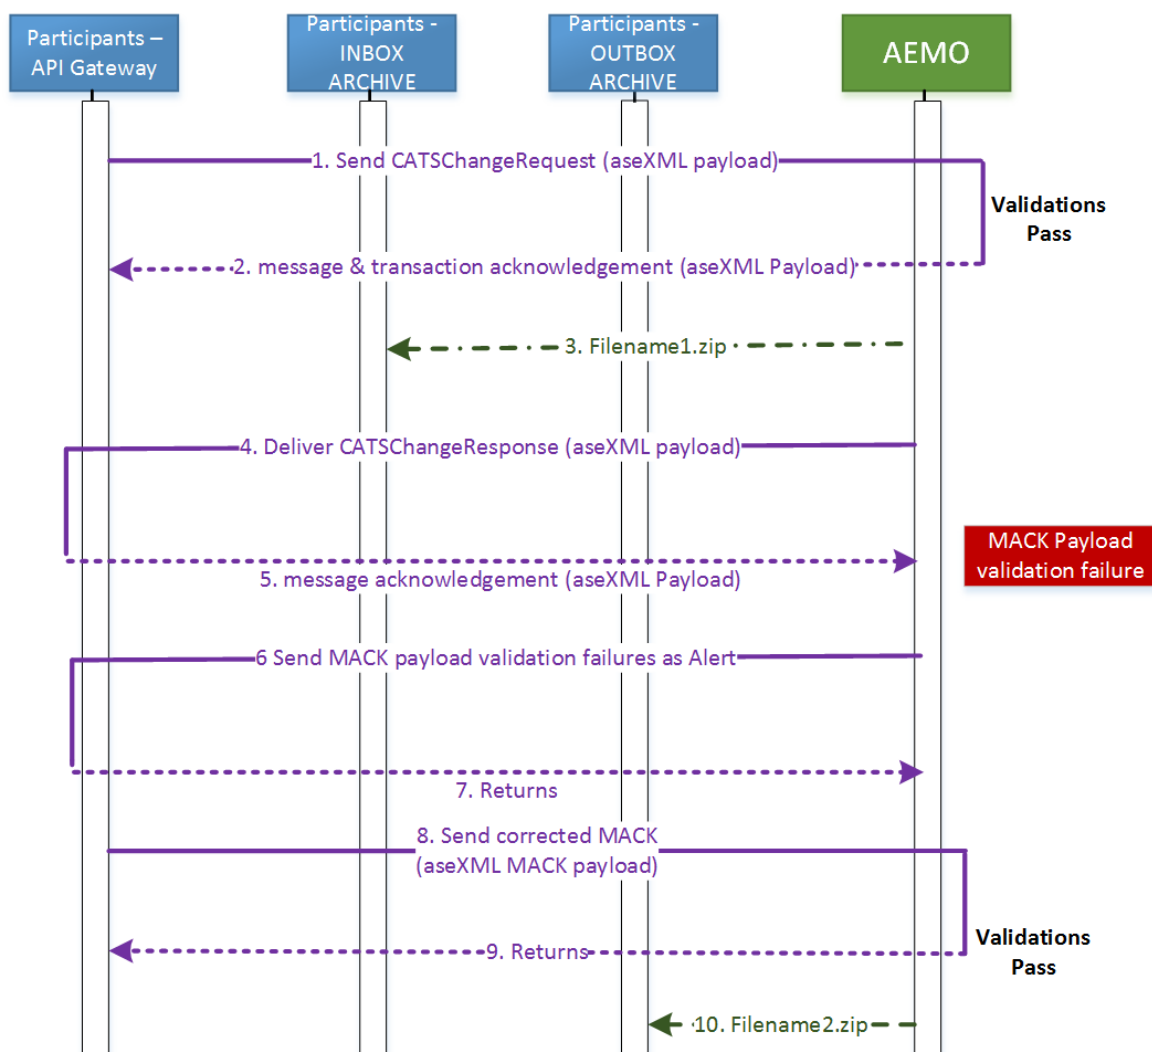 Participants –
API Gateway
Participants -
INBOX
ARCHIVE
Participants -
OUTBOX
ARCHIVE
AEMO
1. Send CATSChangeRequest (aseXML payload)
Validations
Pass
2. message & transaction acknowledgement (aseXML Payload)
3. Filename1.zip
4. Deliver CATSChangeResponse (aseXML payload)
MACK Payload
validation failure
5. message acknowledgement (aseXML Payload)
6 Send MACK payload validation failures as Alert
7. Returns
8. Send corrected MACK
(aseXML MACK payload)
9. Returns
Validations
Pass
10. Filename2.zip